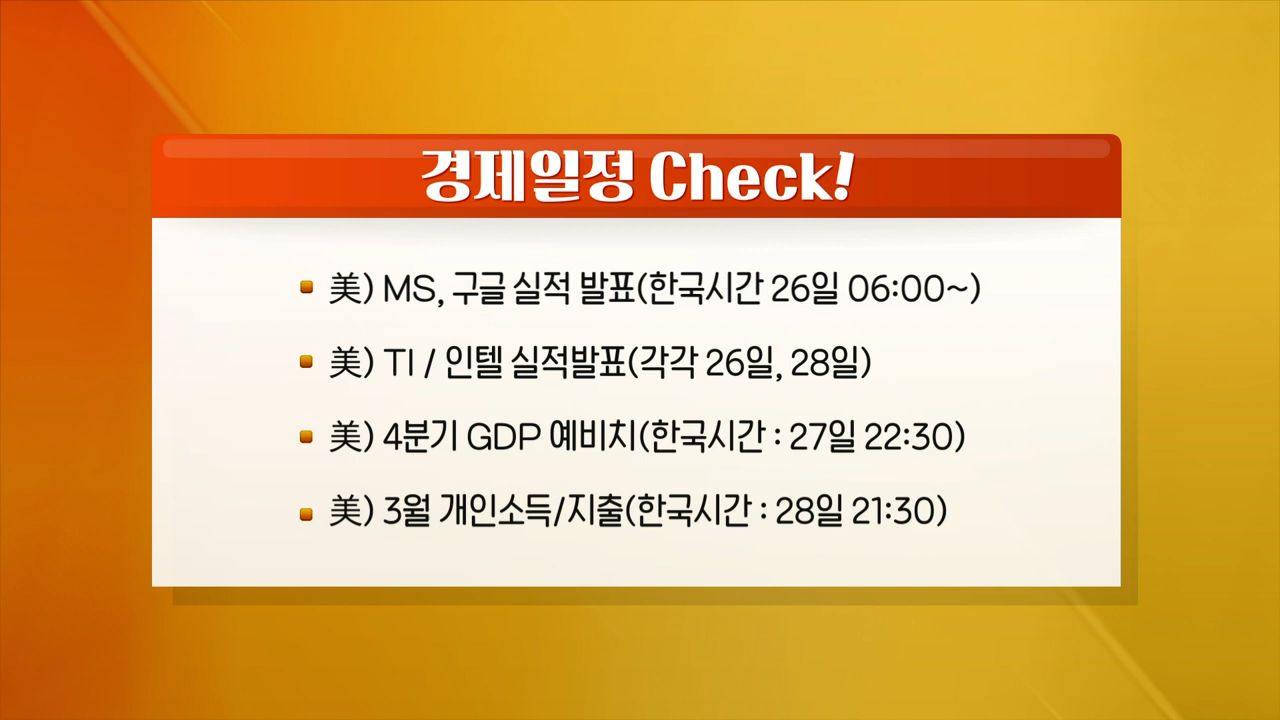 경제일정 Check!
美) MS, 구글 실적 발표(한국시간 26일 06:00~)
美) TI / 인텔 실적발표(각각 26일, 28일)
美) 4분기 GDP 예비치(한국시간 : 27일 22:30)
美) 3월 개인소득/지출(한국시간 : 28일 21:30)